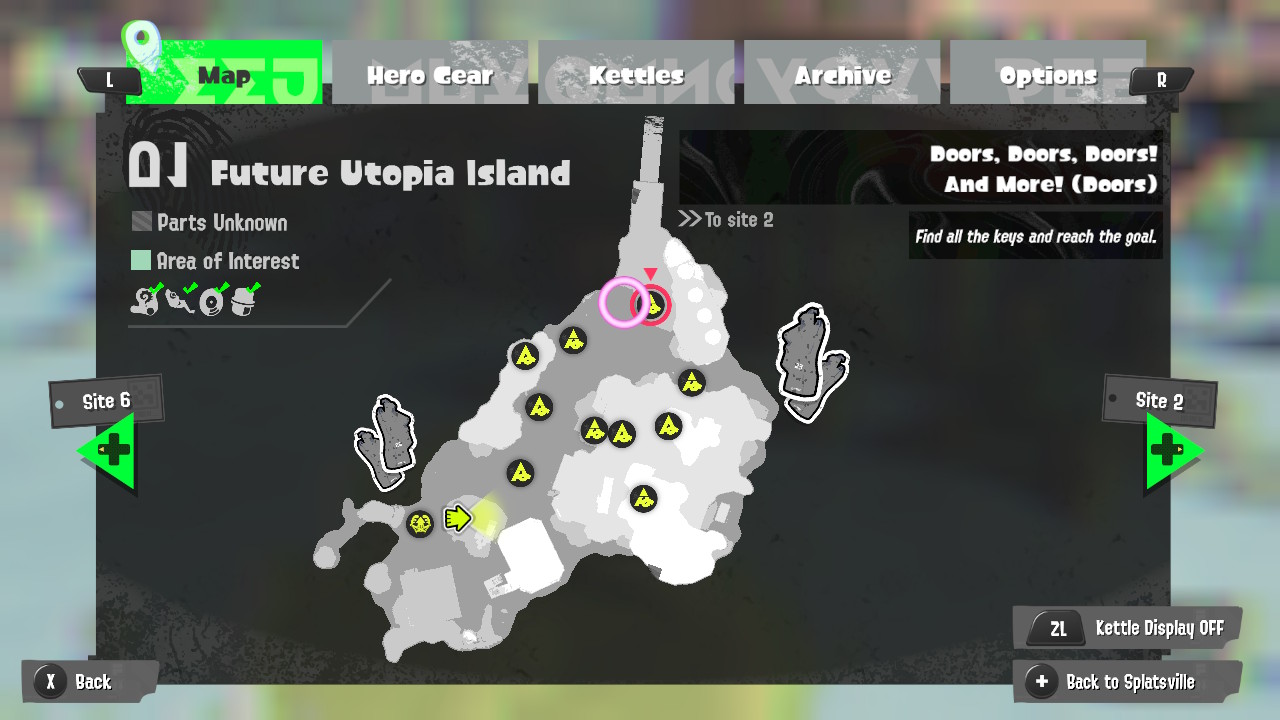 L
Map
Hero Gear
Kettles
Archive
Options
R
01 Future Utopia Island
Parts Unknown
Area of Interest
Doors, Doors, Doors!
And More! (Doors)
Find all the keys and reach the goal.
To site 2
Site 6
Site 2
ZL Kettle Display OFF
X Back
+ Back to Splatsville